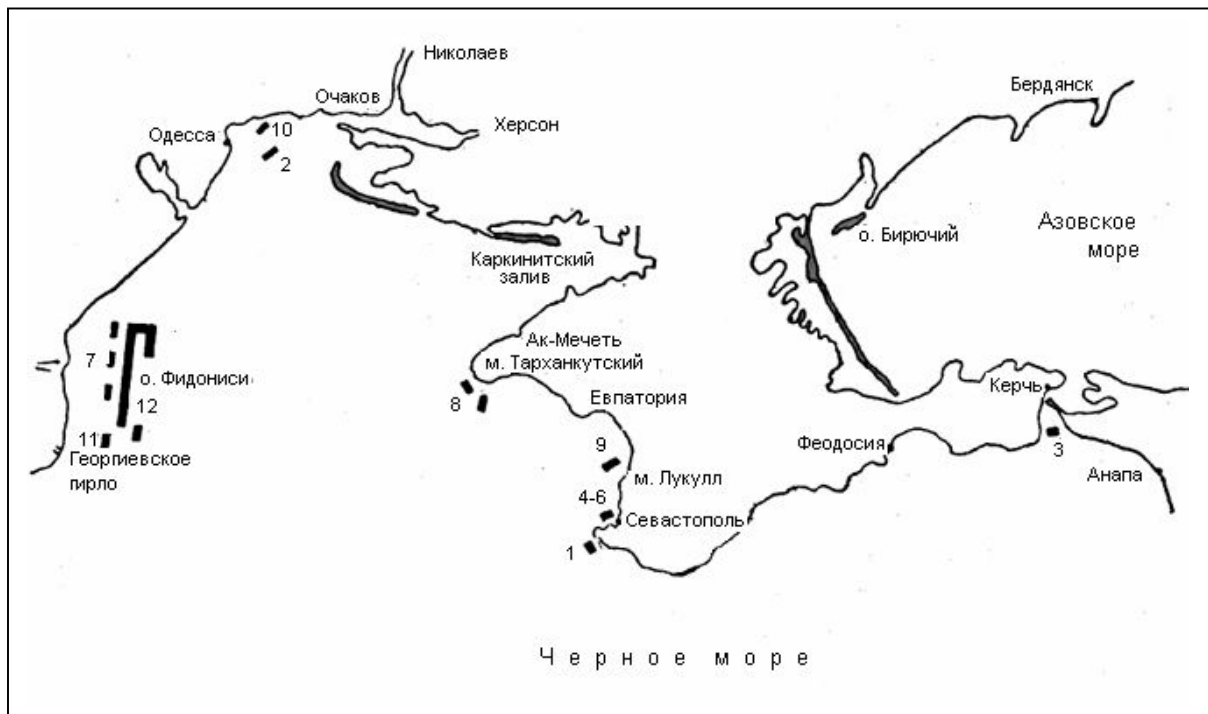 Николаев
Бердянск
Очаков
Херсон
10
Одесса
2
о. Бирючий
Азовское
море
Каркинитский
залив
Ак-Мечеть
м. Тарханкутский
7
о. Фидониси
8
Керчь
Евпатория
12
11
3
Феодосия
9
Георгиевское
гирло
м. Лукулл
Анапа
4-6
Севастополь
1
Черное море